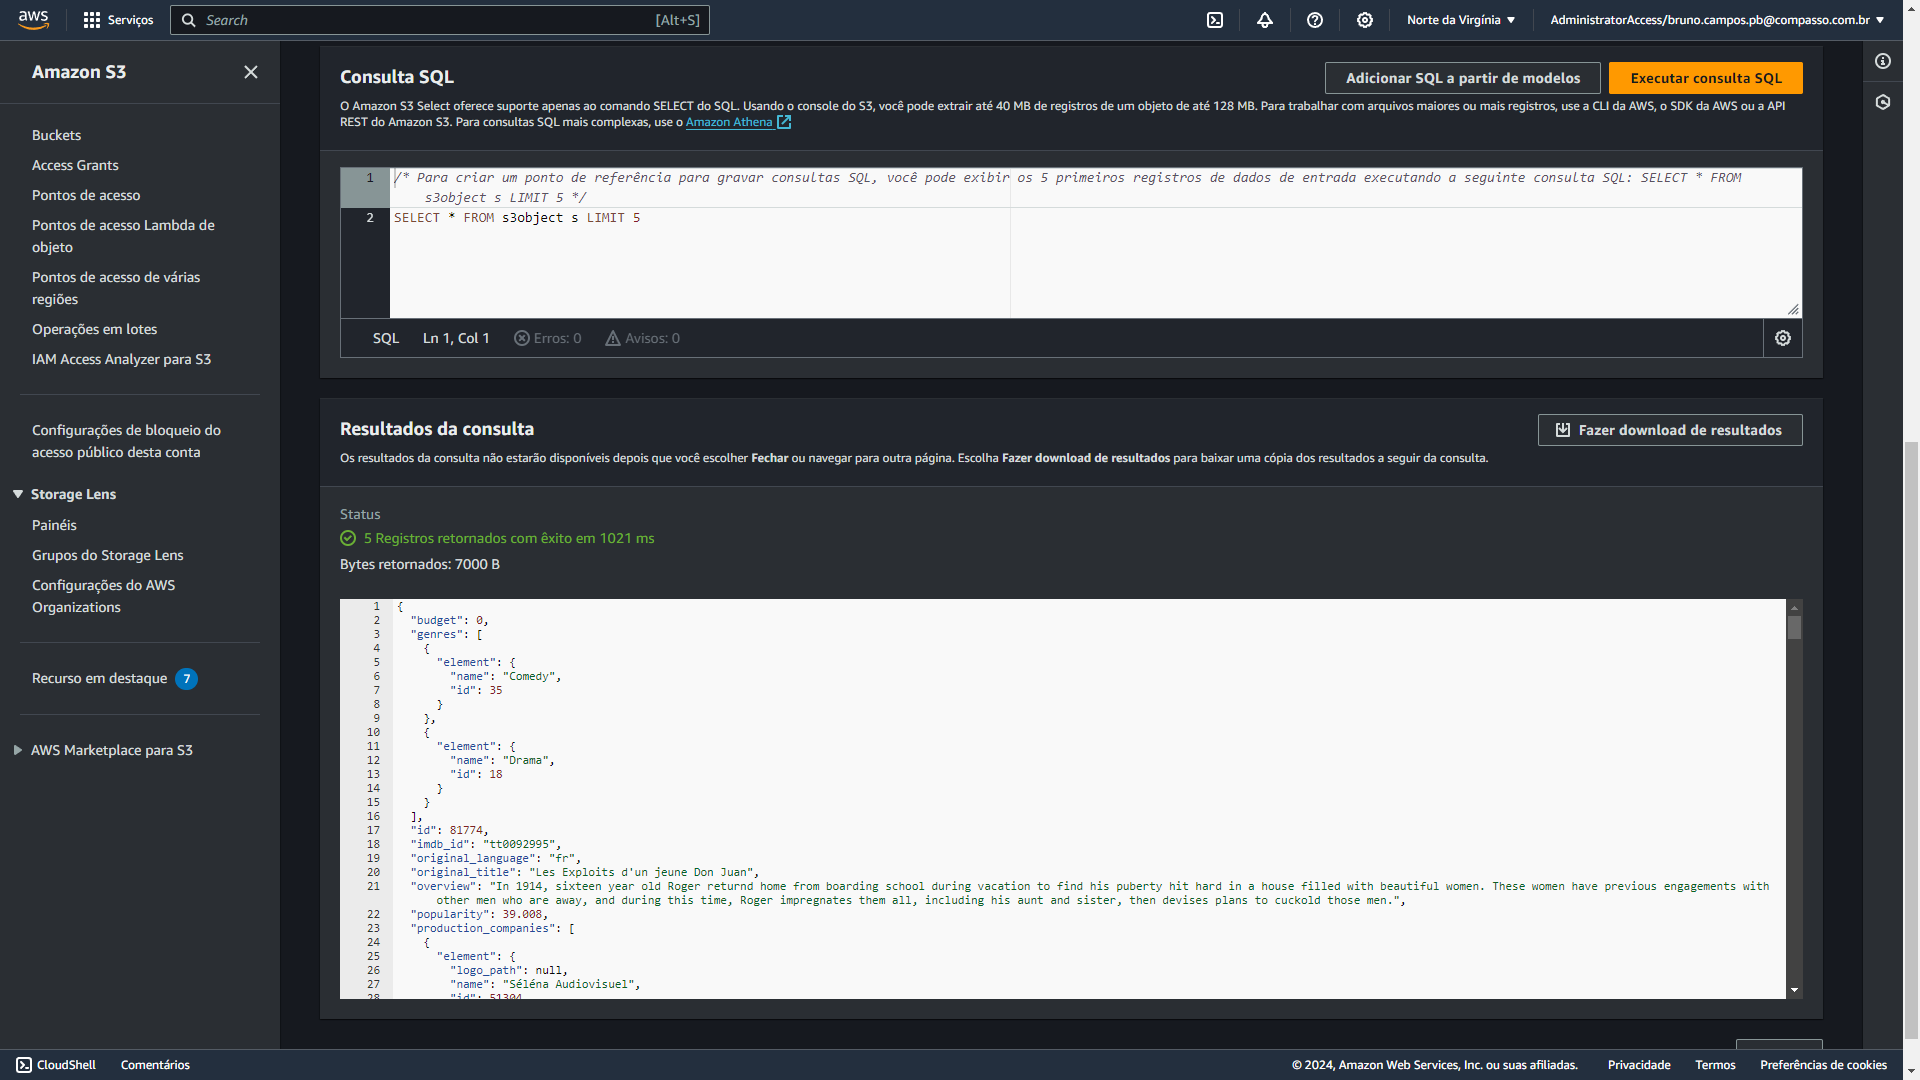 aws
Serviços
Search
[Alt+S]
Norte da Virgínia
AdministratorAccess/bruno.campos.pb@compasso.com.br
Amazon S3
Buckets
Access Grants
Pontos de acesso
Pontos de acesso Lambda de
objeto
Pontos de acesso de várias
regiões
Operações em lotes
IAM Access Analyzer para S3
Configurações de bloqueio do
acesso público desta conta
Storage Lens
Painéis
Grupos do Storage Lens
Configurações do AWS
Organizations
Recurso em destaque 7
AWS Marketplace para S3
Consulta SQL
Adicionar SQL a partir de modelos
Executar consulta SQL
O Amazon S3 Select oferece suporte apenas ao comando SELECT do SQL. Usando o console do S3, você pode extrair até 40 MB de registros de um objeto de até 128 MB. Para trabalhar com arquivos maiores ou mais registros, use a CLI da AWS, o SDK da AWS ou a API
REST do Amazon S3. Para consultas SQL mais complexas, use o Amazon Athena
1 /* Para criar um ponto de referência para gravar consultas SQL, você pode exibir os 5 primeiros registros de dados de entrada executando a seguinte consulta SQL: SELECT * FROM
s3object s LIMIT 5 */
2 SELECT * FROM s3object s LIMIT 5
SQL Ln 1, Col 1 Erros: 0 Avisos: 0
Resultados da consulta
Fazer download de resultados
Os resultados da consulta não estarão disponíveis depois que você escolher Fechar ou navegar para outra página. Escolha Fazer download de resultados para baixar uma cópia dos resultados a seguir da consulta.
Status
5 Registros retornados com êxito em 1021 ms
Bytes retornados: 7000 B
1 {
2 "budget": 0,
3 "genres": [
4 {
5 "element": {
6 "name": "Comedy",
7 "id": 35
8 }
9 },
10 {
11 "element": {
12 "name": "Drama",
13 "id": 18
14 }
15 }
16 ],
17 "id": 81774,
18 "imdb_id": "tt0092995",
19 "original_language": "fr",
20 "original_title": "Les Exploits d'un jeune Don Juan",
21 "overview": "In 1914, sixteen year old Roger returnd home from boarding school during vacation to find his puberty hit hard in a house filled with beautiful women. These women have previous engagements with
other men who are away, and during this time, Roger impregnates them all, including his aunt and sister, then devises plans to cuckold those men.",
22 "popularity": 39.008,
23 "production_companies": [
24 {
25 "element": {
26 "logo_path": null,
27 "name": "Séléna Audiovisuel",
28 "id": 51304
CloudShell
Comentários
© 2024, Amazon Web Services, Inc. ou suas afiliadas.
Privacidade
Termos
Preferências de cookies